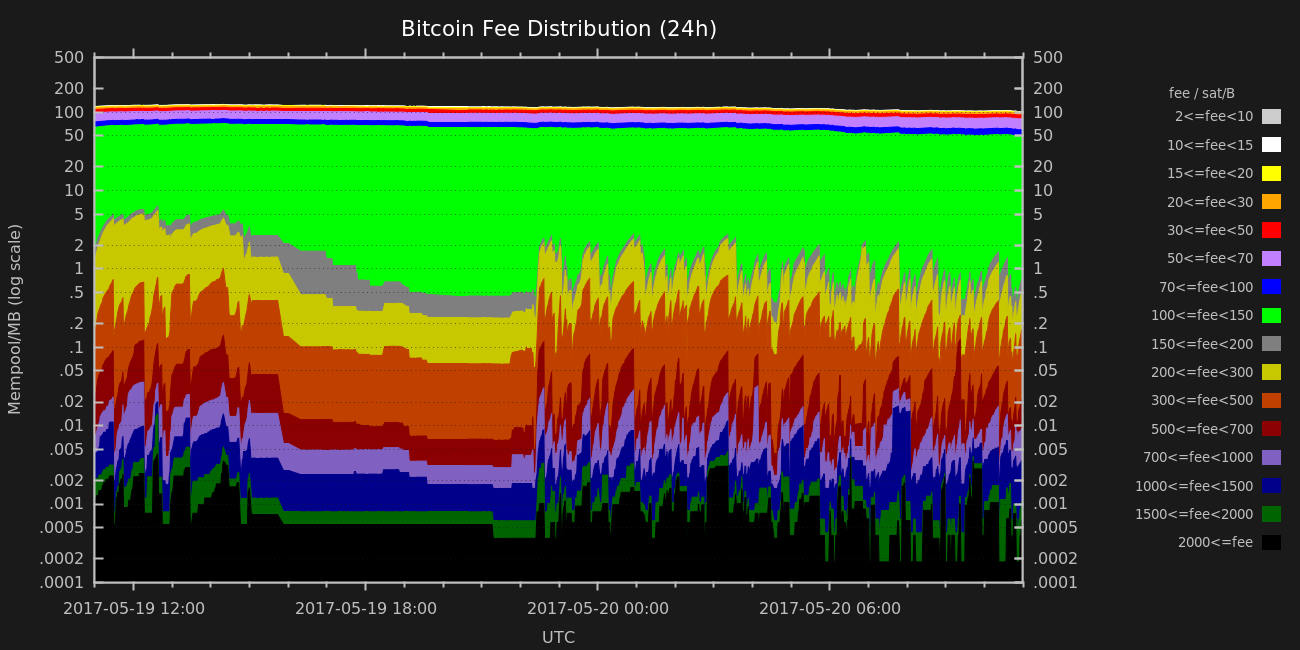 Bitcoin Fee Distribution (24h)
500
200
100
50
20
10
5
2
1
.5
.2
.1
.05
.02
.01
.005
.002
.001
.0005
.0002
.0001
Mempool/MB (log scale)
500
200
100
50
20
10
5
2
1
.5
.2
.1
.05
.02
.01
.005
.002
.001
.0005
.0002
.0001
2017-05-19 12:00
2017-05-19 18:00
2017-05-20 00:00
2017-05-20 06:00
UTC
fee / sat/B
2<=fee<10
10<=fee<15
15<=fee<20
20<=fee<30
30<=fee<50
50<=fee<70
70<=fee<100
100<=fee<150
150<=fee<200
200<=fee<300
300<=fee<500
500<=fee<700
700<=fee<1000
1000<=fee<1500
1500<=fee<2000
2000<=fee